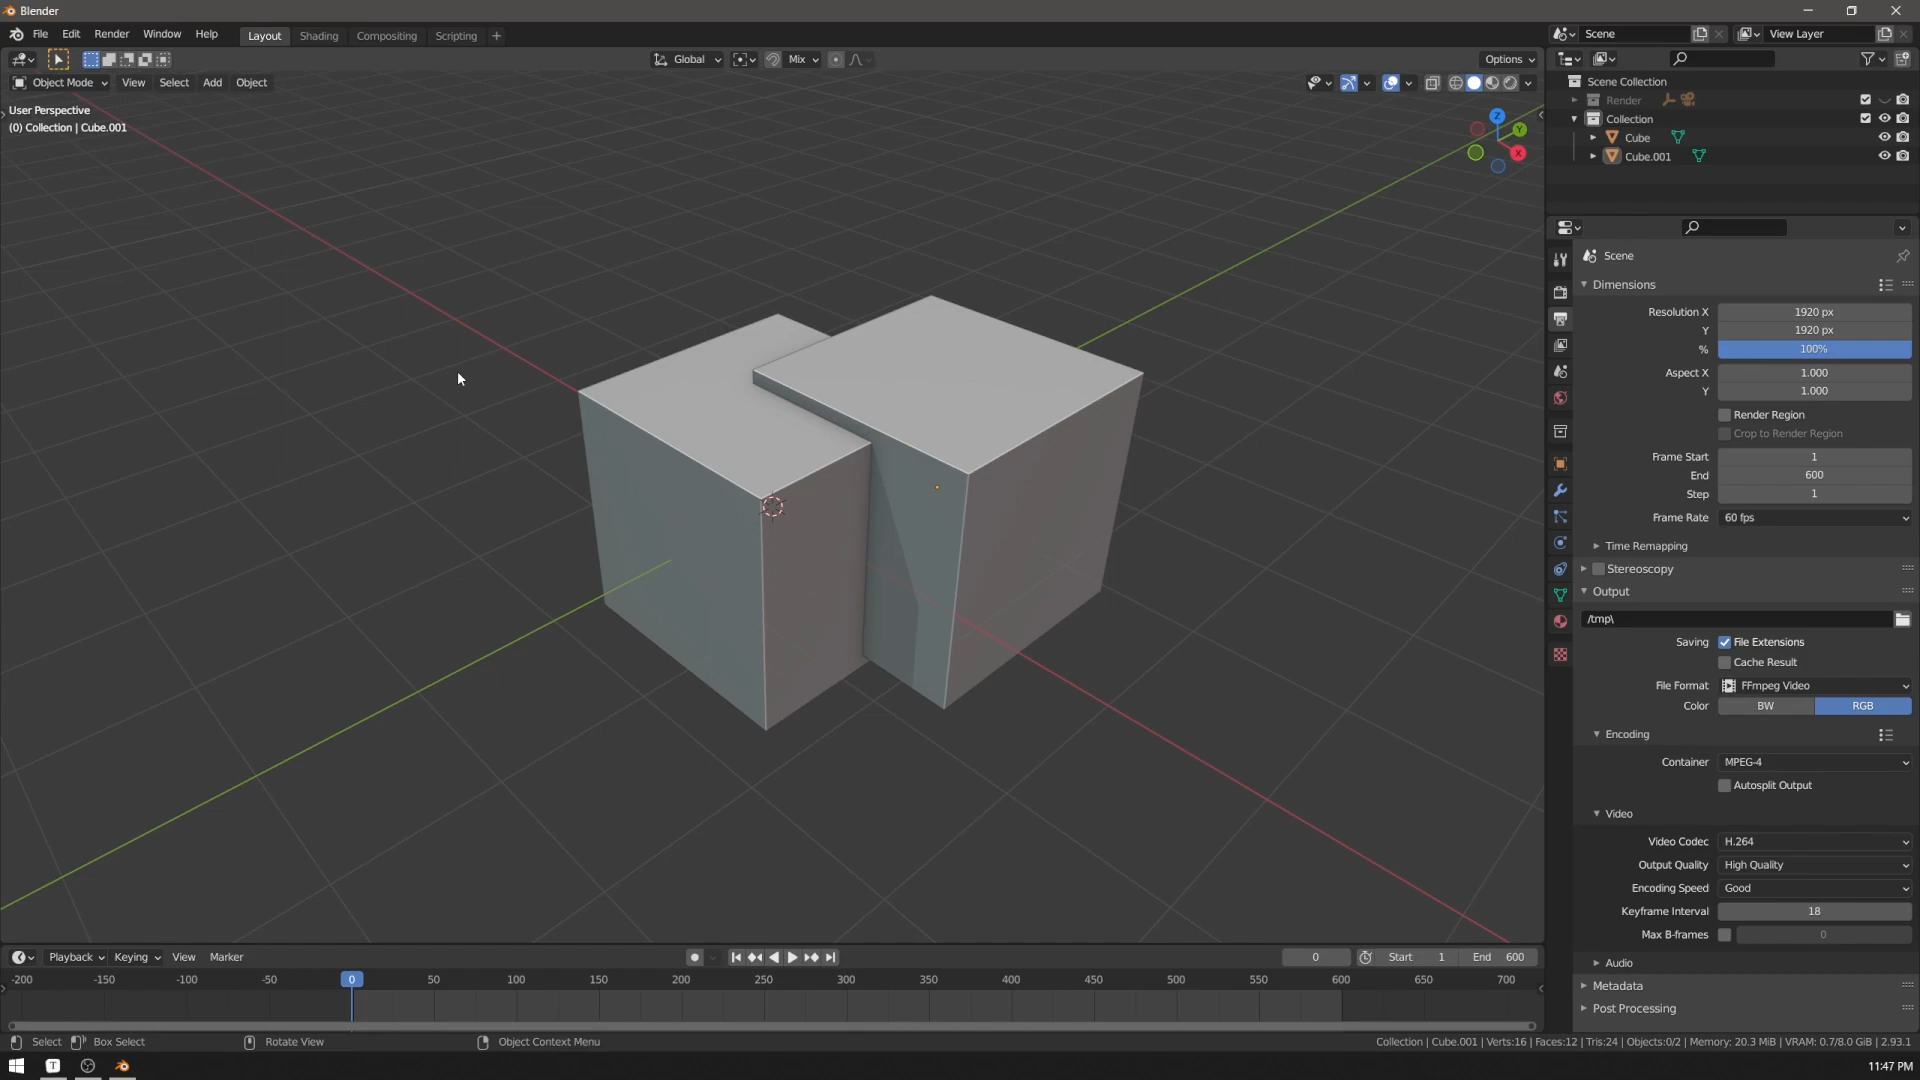 Blender
File Edit Render Window Help Layout Shading Compositing Scripting +
Scene View Layer
Global Mix Options
Object Mode View Select Add Object
User Perspective
(0) Collection | Cube.001
Z
Y
X
Scene Collection
Render
Collection
Cube
Cube.001
Scene
Dimensions
Resolution X 1920 px
Y 1920 px
% 100%
Aspect X 1.000
Y 1.000
Render Region
Crop to Render Region
Frame Start 1
End 600
Step 1
Frame Rate 60 fps
Time Remapping
Stereoscopy
Output
/tmp\
Saving File Extensions
Cache Result
File Format FFmpeg Video
Color BW RGB
Encoding
Container MPEG-4
Autosplit Output
Video
Video Codec H.264
Output Quality High Quality
Encoding Speed Good
Keyframe Interval 18
Max B-frames 0
Audio
Metadata
Post Processing
Playback Keying View Marker 0 Start 1 End 600
-200 -150 -100 -50 0 50 100 150 200 250 300 350 400 450 500 550 600 650 700
Select Box Select Rotate View Object Context Menu Collection | Cube.001 | Verts:16 | Faces:12 | Tris:24 | Objects:0/2 | Memory: 20.3 MiB | VRAM: 0.7/8.0 GiB | 2.93.1
T 11:47 PM